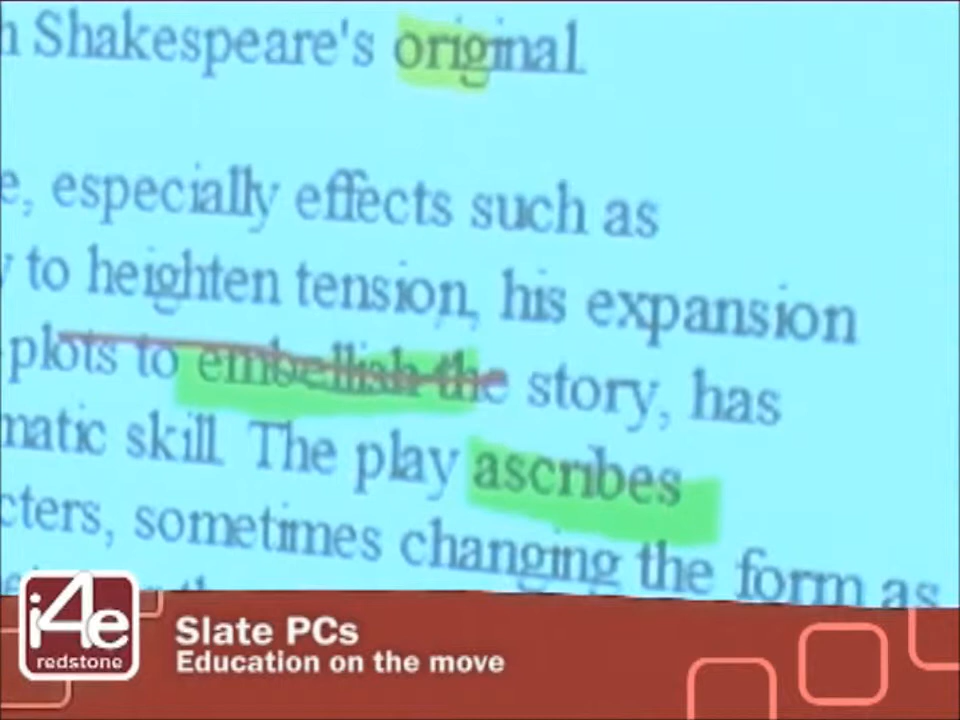 n Shakespeare's original
e, especially effects such as
y to heighten tension, his expansion
plots to embellish the story, has
matic skill. The play ascribes
cters, sometimes changing the form as
i4e
redstone
Slate PCs
Education on the move